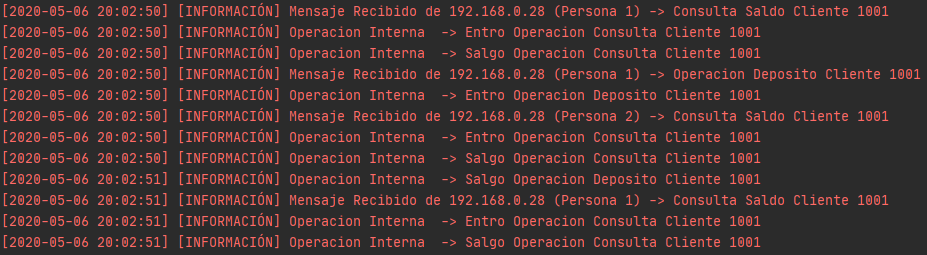 [2020-05-06 20:02:50] [INFORMACIÓN] Mensaje Recibido de 192.168.0.28 (Persona 1) -> Consulta Saldo Cliente 1001
[2020-05-06 20:02:50] [INFORMACIÓN] Operacion Interna  -> Entro Operacion Consulta Cliente 1001
[2020-05-06 20:02:50] [INFORMACIÓN] Operacion Interna  -> Salgo Operacion Consulta Cliente 1001
[2020-05-06 20:02:50] [INFORMACIÓN] Mensaje Recibido de 192.168.0.28 (Persona 1) -> Operacion Deposito Cliente 1001
[2020-05-06 20:02:50] [INFORMACIÓN] Operacion Interna  -> Entro Operacion Deposito Cliente 1001
[2020-05-06 20:02:50] [INFORMACIÓN] Mensaje Recibido de 192.168.0.28 (Persona 2) -> Consulta Saldo Cliente 1001
[2020-05-06 20:02:50] [INFORMACIÓN] Operacion Interna  -> Entro Operacion Consulta Cliente 1001
[2020-05-06 20:02:50] [INFORMACIÓN] Operacion Interna  -> Salgo Operacion Consulta Cliente 1001
[2020-05-06 20:02:51] [INFORMACIÓN] Operacion Interna  -> Salgo Operacion Deposito Cliente 1001
[2020-05-06 20:02:51] [INFORMACIÓN] Mensaje Recibido de 192.168.0.28 (Persona 1) -> Consulta Saldo Cliente 1001
[2020-05-06 20:02:51] [INFORMACIÓN] Operacion Interna  -> Entro Operacion Consulta Cliente 1001
[2020-05-06 20:02:51] [INFORMACIÓN] Operacion Interna  -> Salgo Operacion Consulta Cliente 1001